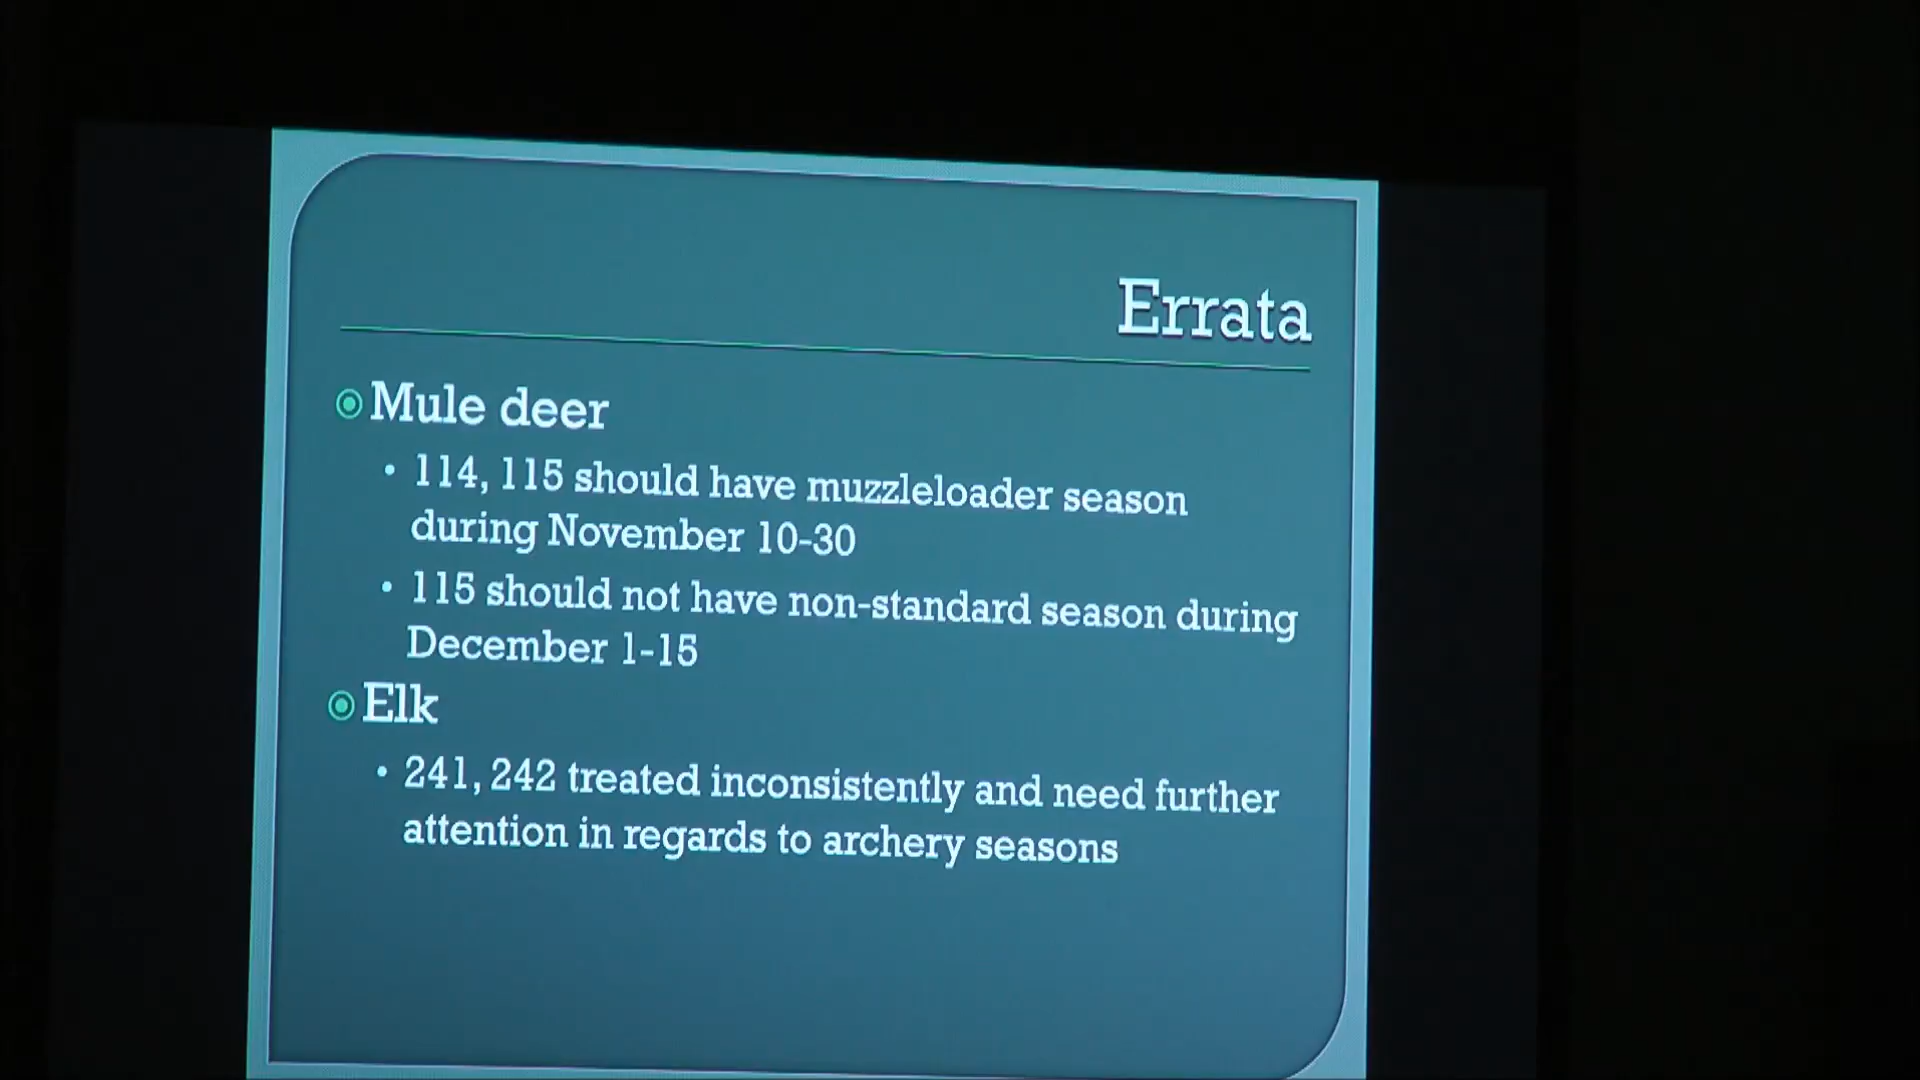 Errata
Mule deer
• 114, 115 should have muzzleloader season
during November 10-30
• 115 should not have non-standard season during
December 1-15
Elk
• 241, 242 treated inconsistently and need further
attention in regards to archery seasons